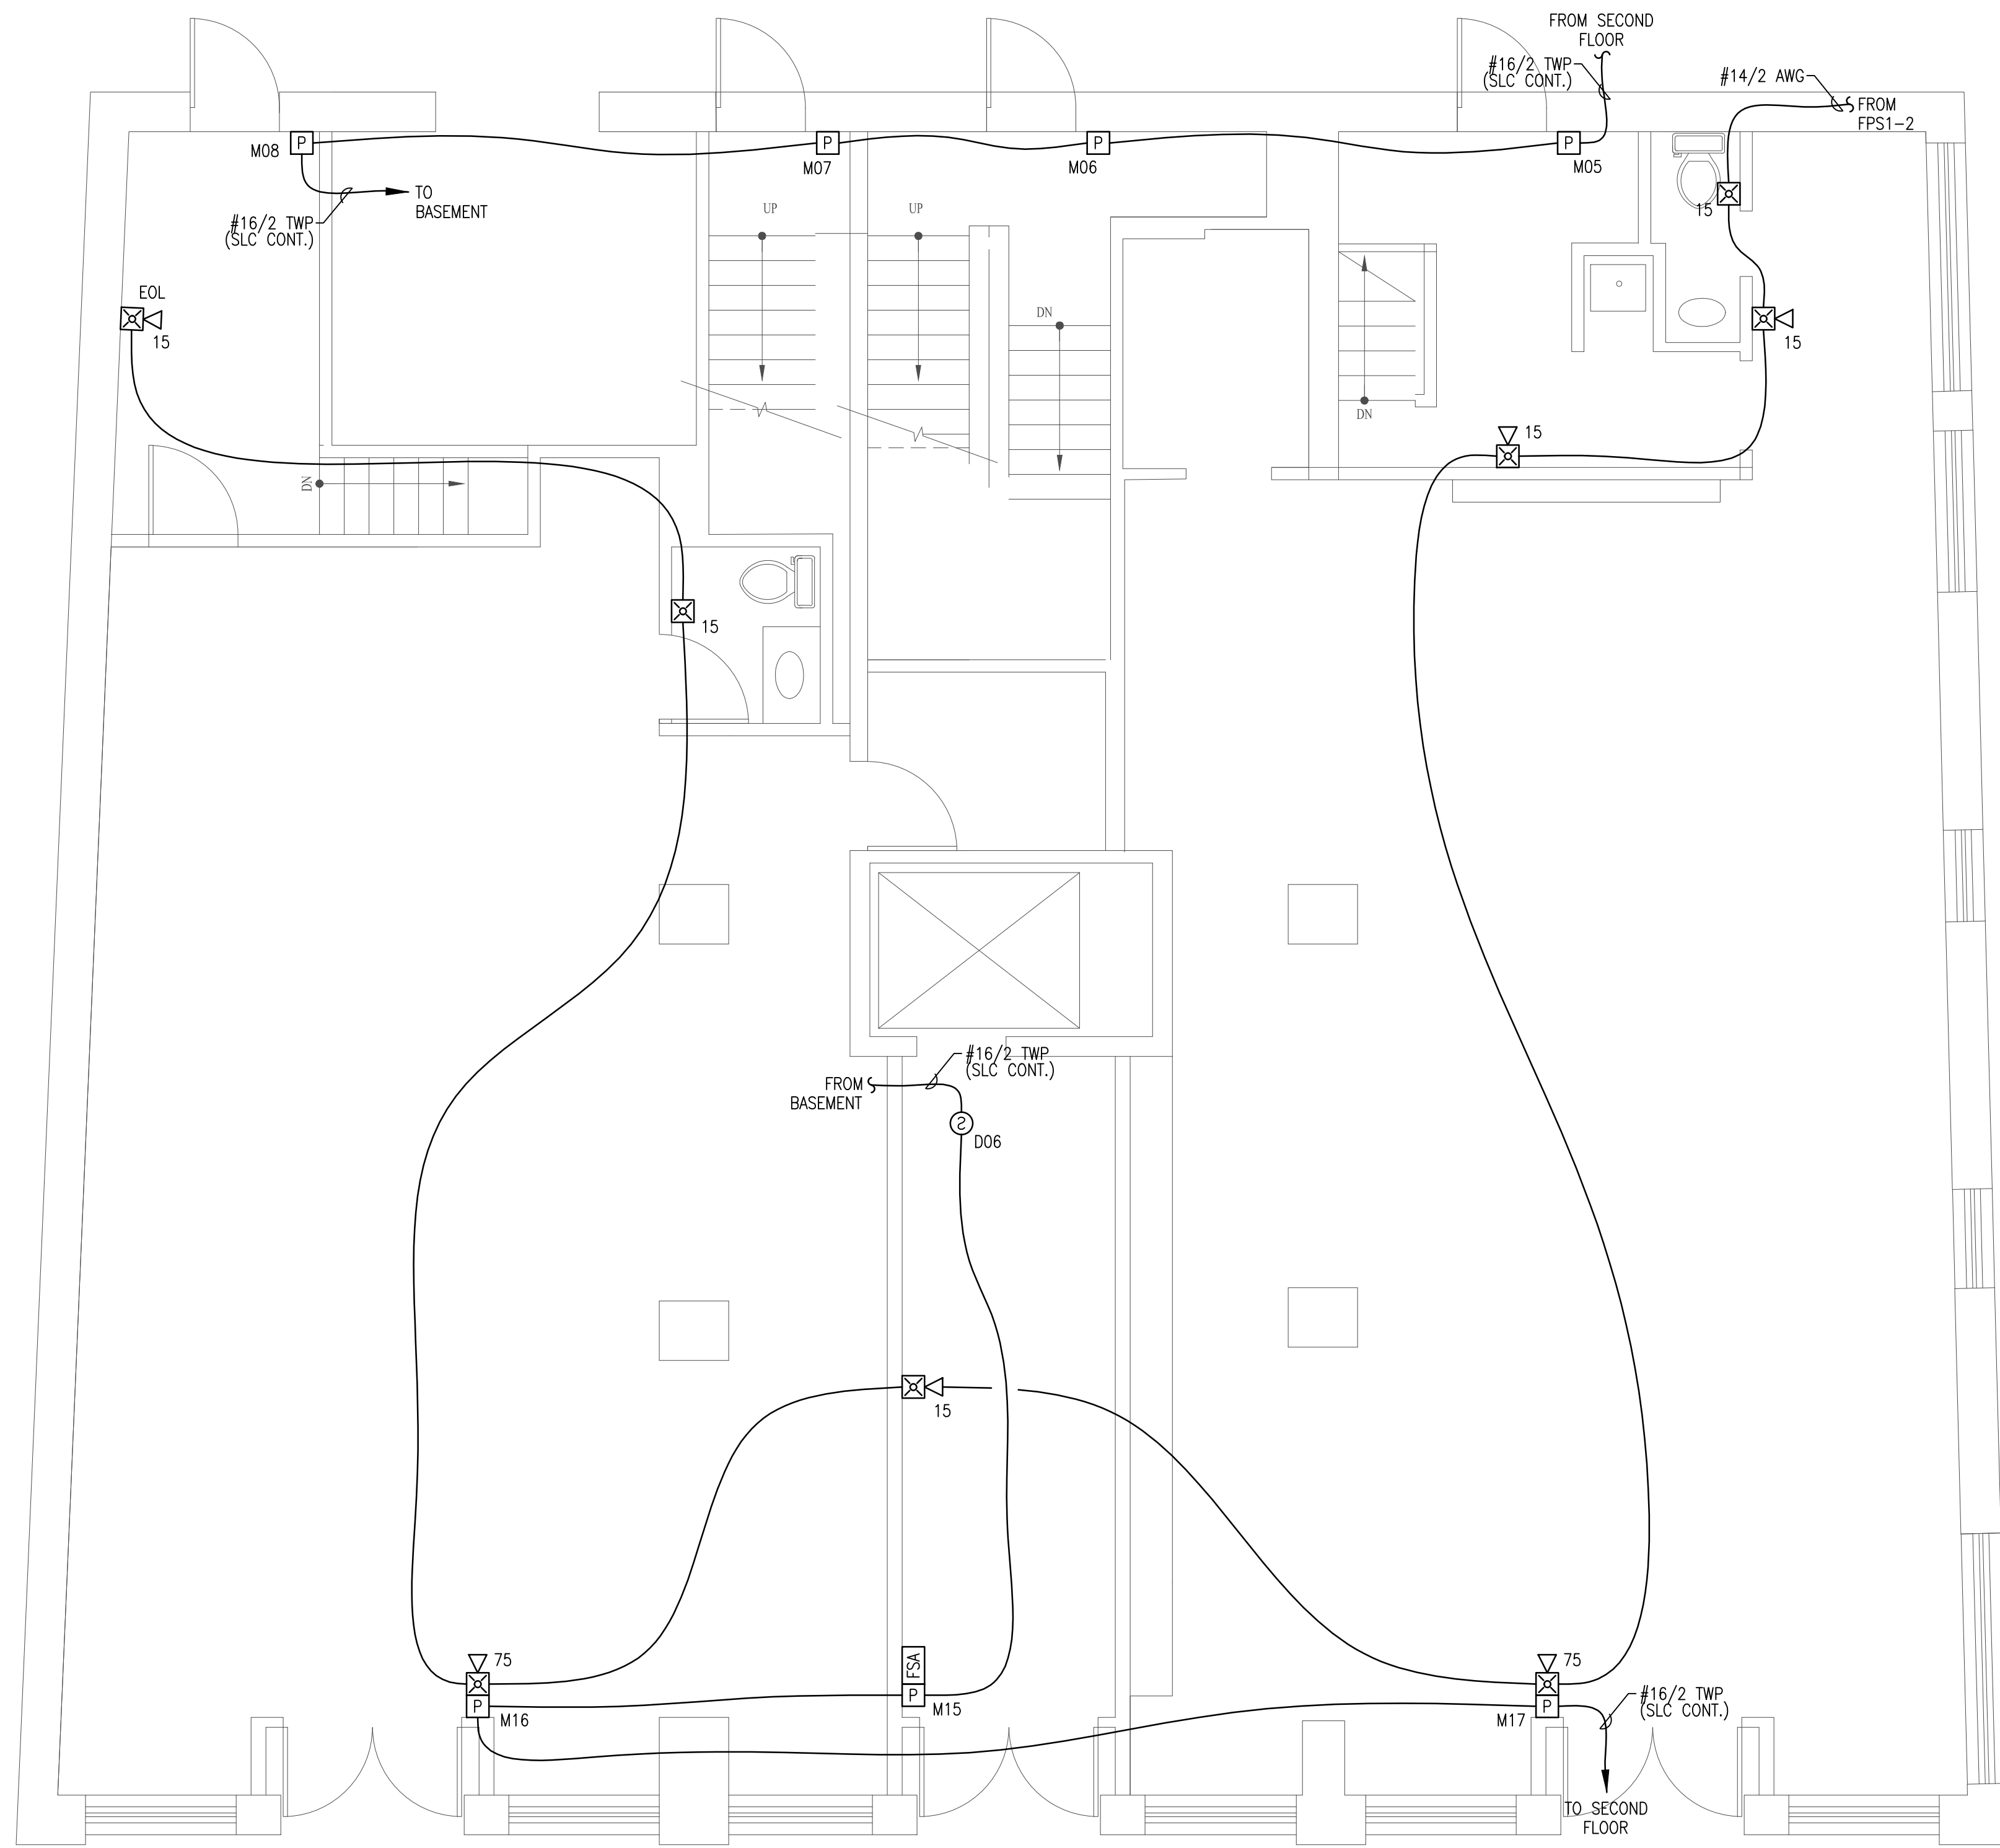 FROM SECOND
FLOOR
#16/2 TWP
(SLC CONT.)
#14/2 AWG
FROM
FPS1-2
M08
M07
M06
M05
TO
BASEMENT
#16/2 TWP
(SLC CONT.)
15
UP
UP
EOL
15
DN
15
DN
15
DN
15
#16/2 TWP
(SLC CONT.)
FROM
BASEMENT
S
D06
15
75
FSA
75
P
P
P
P
P
P
P
M16
M15
M17
#16/2 TWP
(SLC CONT.)
TO SECOND
FLOOR